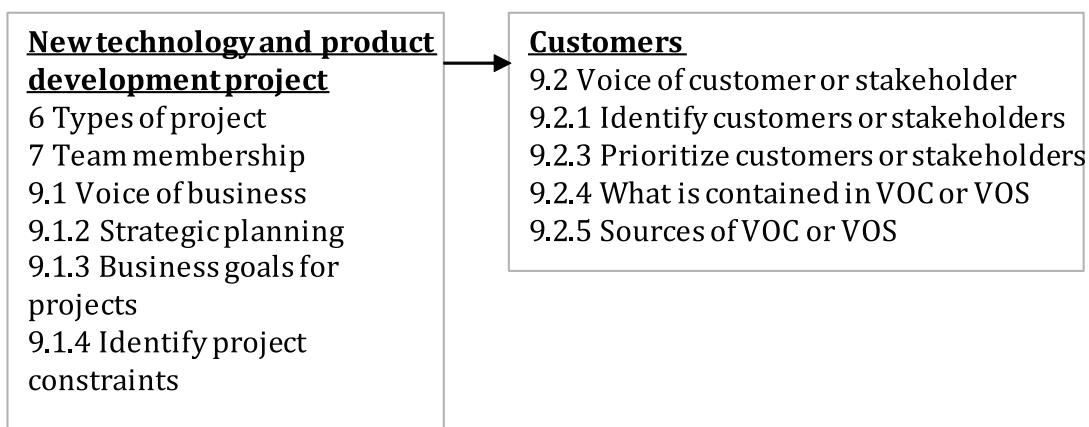 New technology and product
development project
6 Types of project
7 Team membership
9.1 Voice of business
9.1.2 Strategic planning
9.1.3 Business goals for
projects
9.1.4 Identify project
constraints
Customers
9.2 Voice of customer or stakeholder
9.2.1 Identify customers or stakeholders
9.2.3 Prioritize customers or stakeholders
9.2.4 What is contained in VOC or VOS
9.2.5 Sources of VOC or VOS